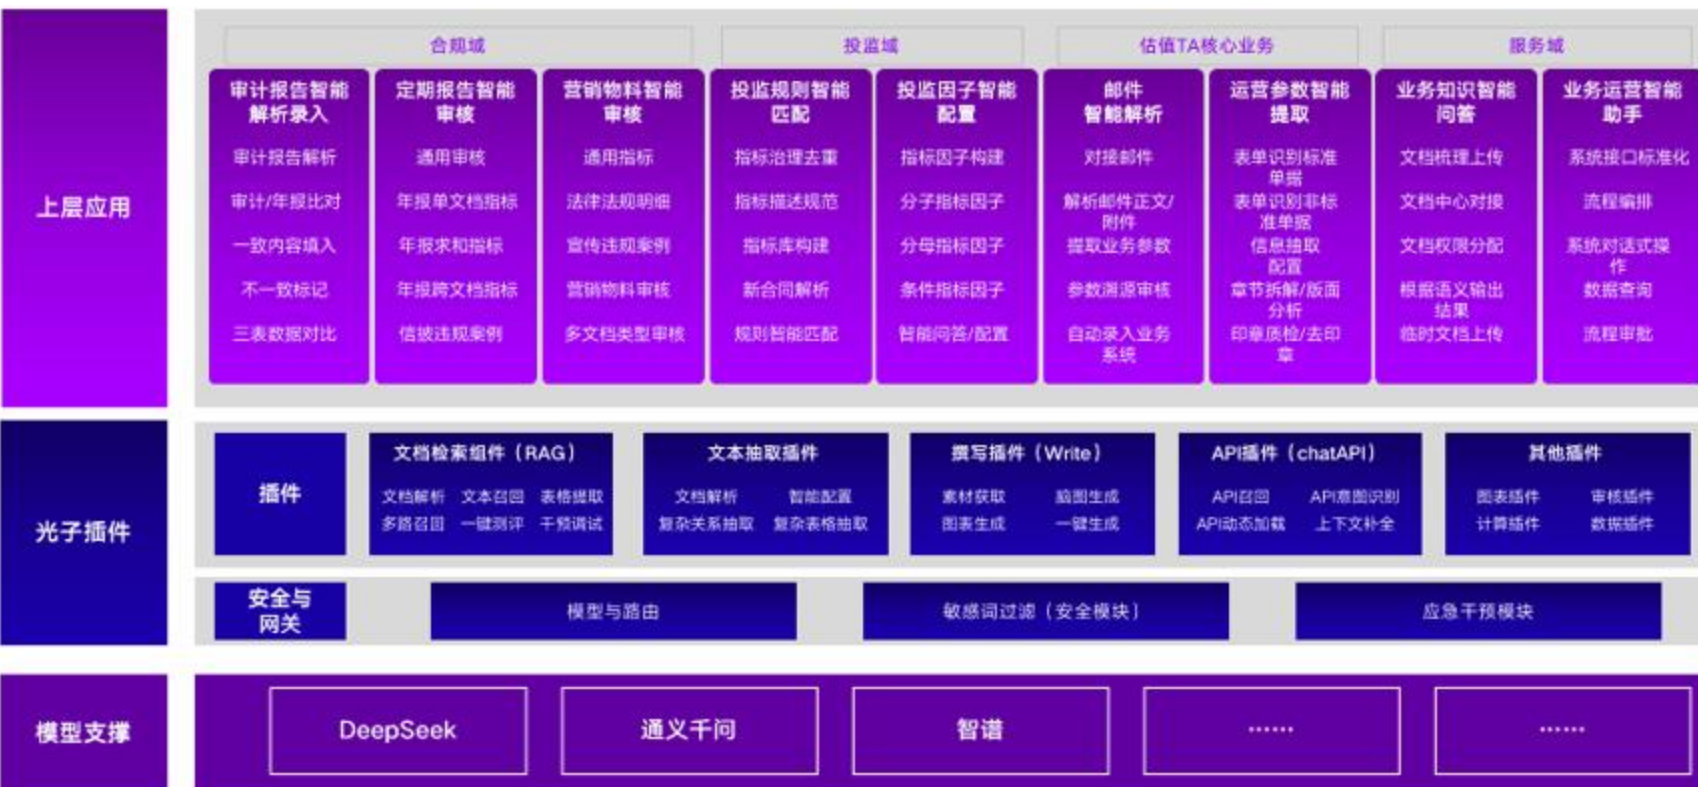 合规域
投监域
估值TA核心业务
服务域
上层应用
审计报告智能
解析录入
审计报告解析
审计/年报比对
一致内容填入
不一致标记
三表数据对比
定期报告智能
审核
通用审核
年报单文档指标
年报求和指标
年报跨文档指标
信披违规案例
营销物料智能
审核
通用指标
法律法规明细
宣传违规案例
营销物料审核
多文档类型审核
投监规则智能
匹配
指标治理去重
指标描述规范
指标库构建
新合同解析
规则智能匹配
投监因子智能
配置
指标因子构建
分子指标因子
分母指标因子
条件指标因子
智能问答/配置
邮件
智能解析
对接邮件
解析邮件正文/
附件
提取业务参数
参数溯源审核
自动录入业务
系统
运营参数智能
提取
表单识别标准
单据
表单识别非标
准单据
信息抽取
配置
章节拆解/版面
分析
印章质检/去印
章
业务知识智能
问答
文档梳理上传
文档中心对接
文档权限分配
根据语义输出
结果
临时文档上传
业务运营智能
助手
系统接口标准化
流程编排
系统对话式操
作
数据查询
流程审批
光子插件
插件
文档检索组件（RAG）
文档解析 文本召回 表格提取
多路召回 一键测评 干预调试
文本抽取插件
文档解析 智能配置
复杂关系抽取 复杂表格抽取
撰写插件（Write）
素材获取 脑图生成
图表生成 一键生成
API插件（chatAPI）
API召回 API意图识别
API动态加载 上下文补全
其他插件
图表插件 审核插件
计算插件 数据插件
安全与
网关
模型与路由
敏感词过滤（安全模块）
应急干预模块
模型支撑
DeepSeek
通义千问
智谱
……
……